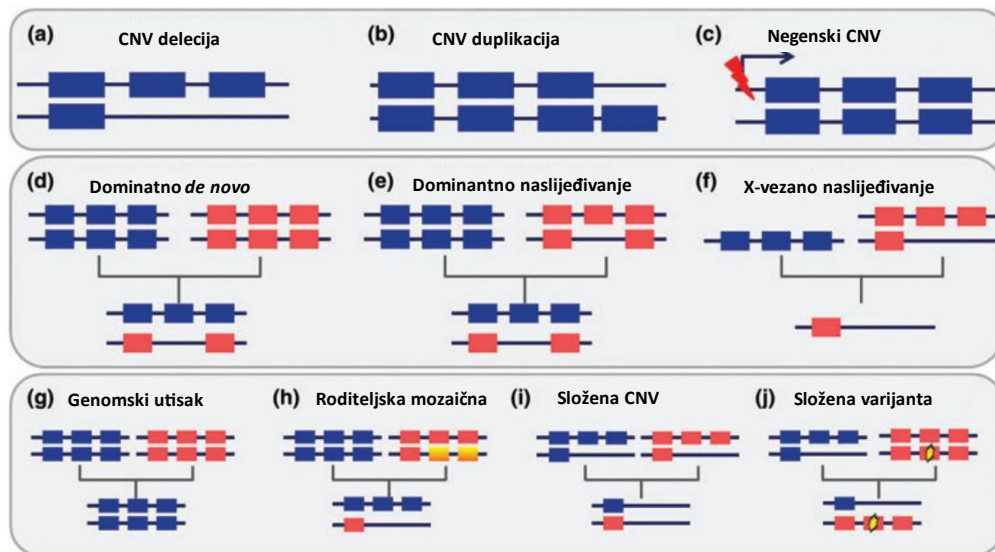 (a) CNV delecija
(b) CNV duplikacija
(c) Negenski CNV
(d) Dominatno de novo
(e) Dominantno naslijeđivanje
(f) X-vezano naslijeđivanje
(g) Genomski utisak
(h) Roditeljska mozaična
(i) Složena CNV
(j) Složena varijanta